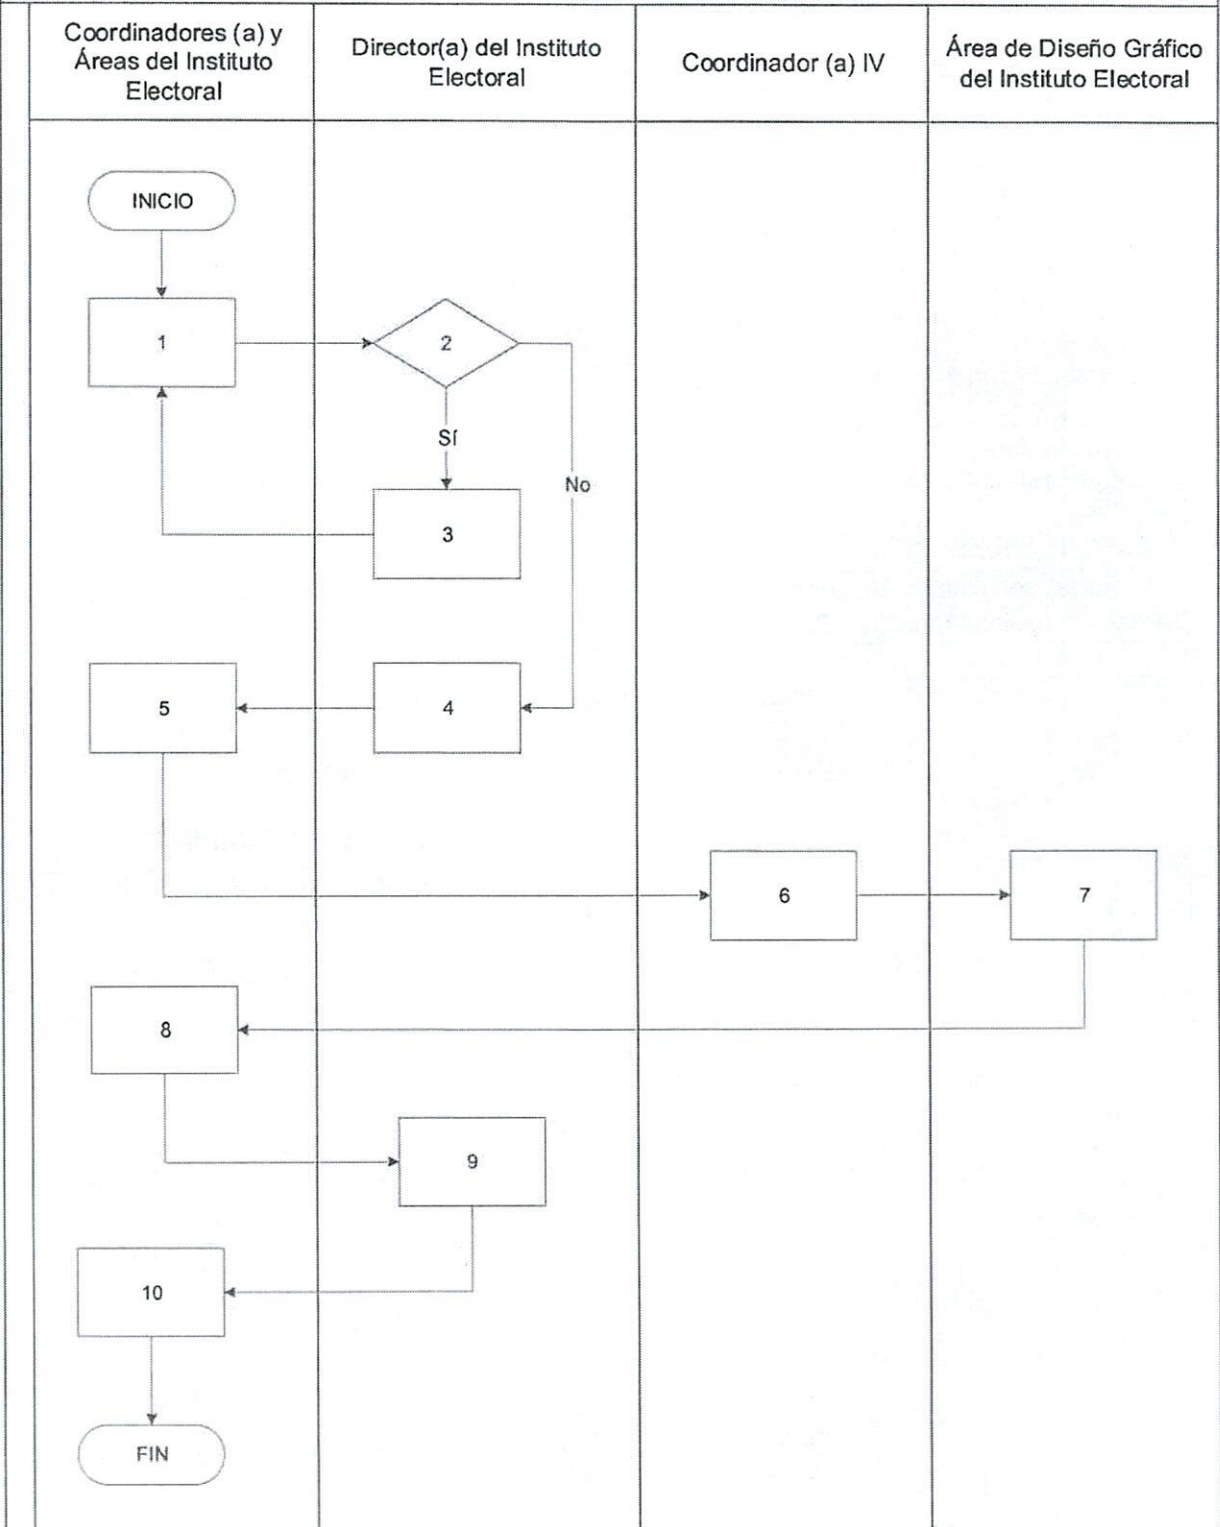 Coordinadores (a) y
Áreas del Instituto
Electoral
Director(a) del Instituto
Electoral
Coordinador (a) IV
Área de Diseño Gráfico
del Instituto Electoral
INICIO
1
2
Sí
No
3
5
4
6
7
8
9
10
FIN